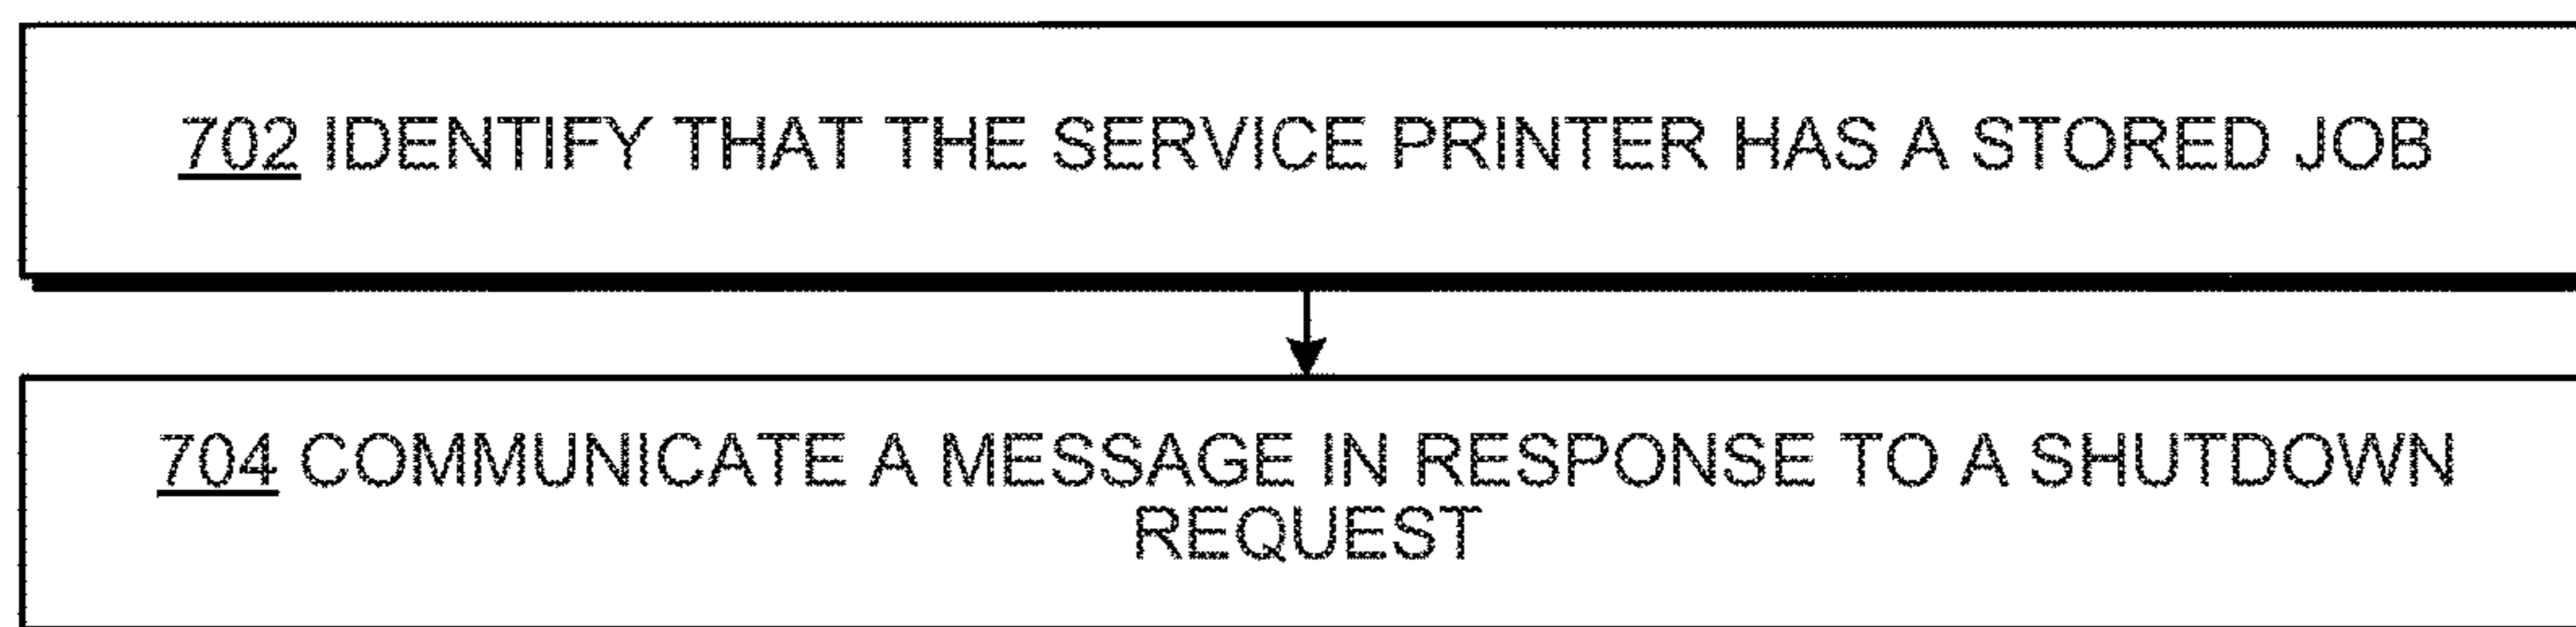 702 IDENTIFY THAT THE SERVICE PRINTER HAS A STORED JOB
704 COMMUNICATE A MESSAGE IN RESPONSE TO A SHUTDOWN
REQUEST